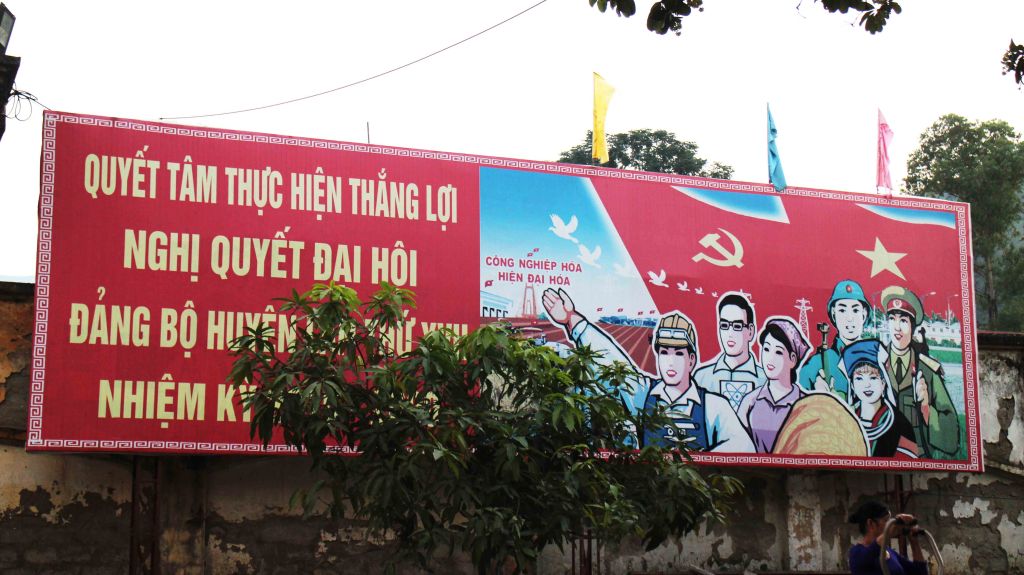 QUYẾT TÂM THỰC HIỆN THẮNG LỢI
NGHỊ QUYẾT ĐẠI HỘI
ĐẢNG BỘ HUYỆN
NHIỆM KỲ
CÔNG NGHIỆP HÓA
HIỆN ĐẠI HÓA